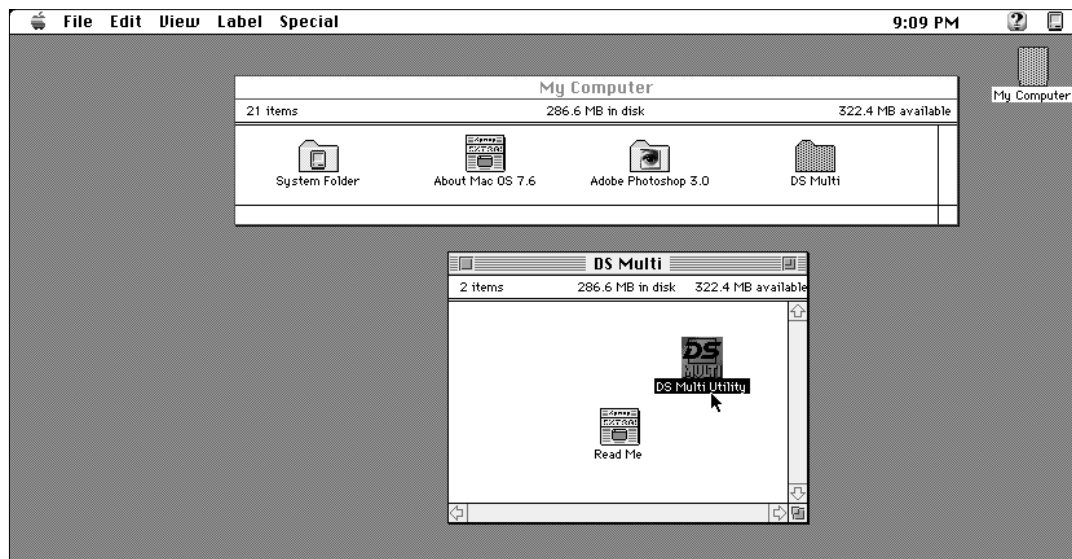 File Edit View Label Special 9:09 PM
My Computer
My Computer
21 items 286.6 MB in disk 322.4 MB available
System Folder About Mac OS 7.6 Adobe Photoshop 3.0 DS Multi
DS Multi
2 items 286.6 MB in disk 322.4 MB available
DS
MULTI
DS Multi Utility
EXTRA!
Read Me